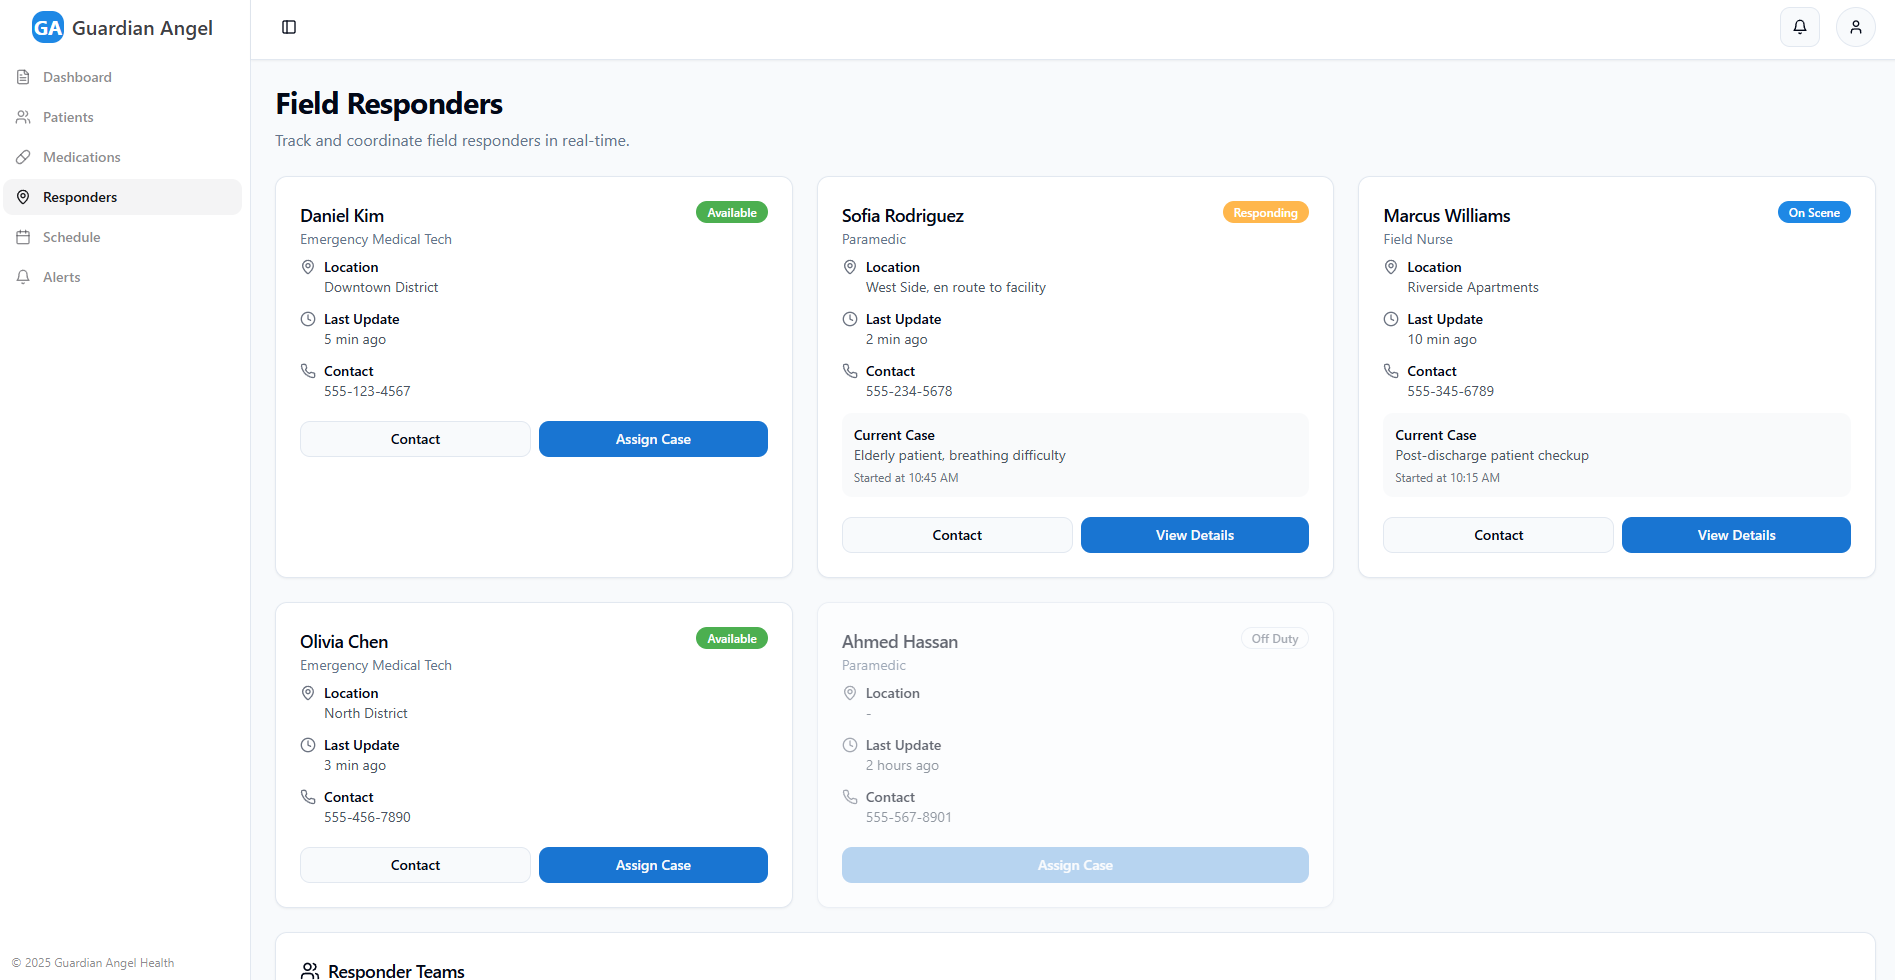 GA Guardian Angel
Dashboard
Patients
Medications
Responders
Schedule
Alerts
© 2025 Guardian Angel Health
Field Responders
Track and coordinate field responders in real-time.
Daniel Kim
Available
Emergency Medical Tech
Location
Downtown District
Last Update
5 min ago
Contact
555-123-4567
Contact
Assign Case
Sofia Rodriguez
Responding
Paramedic
Location
West Side, en route to facility
Last Update
2 min ago
Contact
555-234-5678
Current Case
Elderly patient, breathing difficulty
Started at 10:45 AM
Contact
View Details
Marcus Williams
On Scene
Field Nurse
Location
Riverside Apartments
Last Update
10 min ago
Contact
555-345-6789
Current Case
Post-discharge patient checkup
Started at 10:15 AM
Contact
View Details
Olivia Chen
Available
Emergency Medical Tech
Location
North District
Last Update
3 min ago
Contact
555-456-7890
Contact
Assign Case
Ahmed Hassan
Off Duty
Paramedic
Location
-
Last Update
2 hours ago
Contact
555-567-8901
Assign Case
Responder Teams